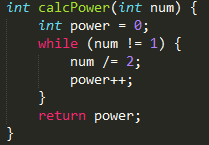 int calcPower(int num) {
    int power = 0;
    while (num != 1) {
        num /= 2;
        power++;
    }
    return power;
}